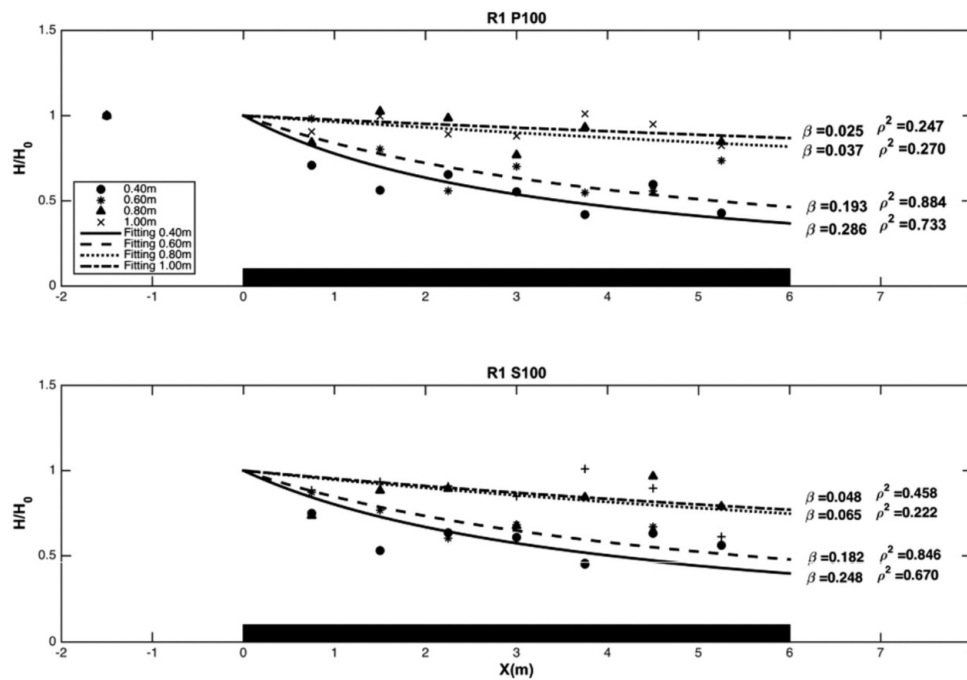 R1 P100
1.5
1
0.5
0
H/H0
0.40m
0.60m
0.80m
1.00m
Fitting 0.40m
Fitting 0.60m
Fitting 0.80m
Fitting 1.00m
β=0.025 ρ²=0.247
β=0.037 ρ²=0.270
β=0.193 ρ²=0.884
β=0.286 ρ²=0.733
-2 -1 0 1 2 3 4 5 6 7 8
R1 S100
1.5
1
0.5
0
H/H0
β=0.048 ρ²=0.458
β=0.065 ρ²=0.222
β=0.182 ρ²=0.846
β=0.248 ρ²=0.670
-2 -1 0 1 2 3 4 5 6 7 8
X(m)